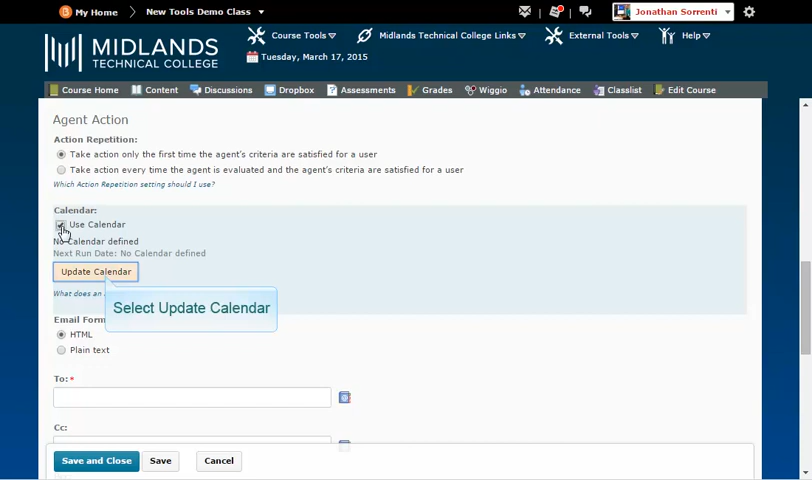 My Home
New Tools Demo Class
Jonathan Sorrenti
MIDLANDS
TECHNICAL COLLEGE
Course Tools
Midlands Technical College Links
External Tools
Help
Tuesday, March 17, 2015
Course Home
Content
Discussions
Dropbox
Assessments
Grades
Wiggio
Attendance
Classlist
Edit Course
Agent Action
Action Repetition:
Take action only the first time the agent's criteria are satisfied for a user
Take action every time the agent is evaluated and the agent's criteria are satisfied for a user
Which Action Repetition setting should I use?
Calendar:
Use Calendar
No Calendar defined
Next Run Date: No Calendar defined
Update Calendar
What does an
Select Update Calendar
Email Form
HTML
Plain text
To: *
Cc:
Save and Close
Save
Cancel